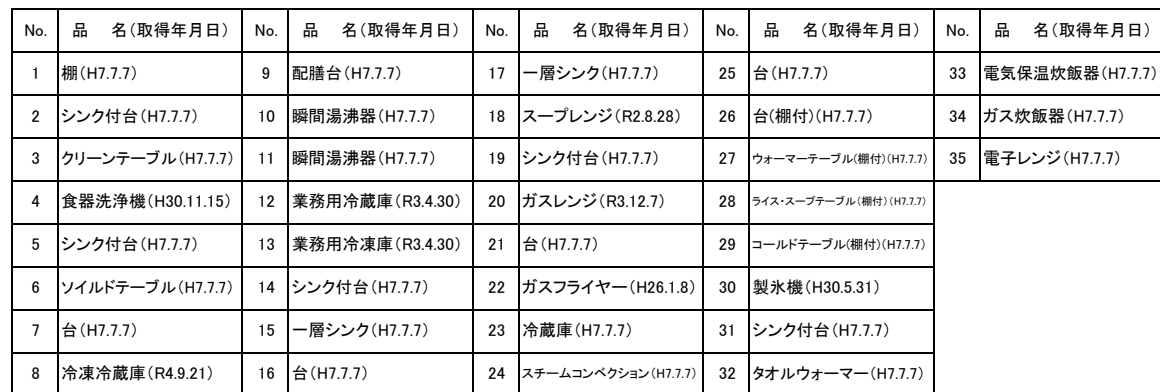 No. 品 名(取得年月日) No. 品 名(取得年月日) No. 品 名(取得年月日) No. 品 名(取得年月日) No. 品 名(取得年月日)
1 棚(H7.7.7) 9 配膳台(H7.7.7) 17 一層シンク(H7.7.7) 25 台(H7.7.7) 33 電気保温炊飯器(H7.7.7)
2 シンク付台(H7.7.7) 10 瞬間湯沸器(H7.7.7) 18 スープレンジ(R2.8.28) 26 台(棚付)(H7.7.7) 34 ガス炊飯器(H7.7.7)
3 クリーンテーブル(H7.7.7) 11 瞬間湯沸器(H7.7.7) 19 シンク付台(H7.7.7) 27 ウォーマーテーブル(棚付)(H7.7.7) 35 電子レンジ(H7.7.7)
4 食器洗浄機(H30.11.15) 12 業務用冷蔵庫(R3.4.30) 20 ガスレンジ(R3.12.7) 28 ライス・スープテーブル(棚付)(H7.7.7)
5 シンク付台(H7.7.7) 13 業務用冷凍庫(R3.4.30) 21 台(H7.7.7) 29 コールドテーブル(棚付)(H7.7.7)
6 ソイルドテーブル(H7.7.7) 14 シンク付台(H7.7.7) 22 ガスフライヤー(H26.1.8) 30 製氷機(H30.5.31)
7 台(H7.7.7) 15 一層シンク(H7.7.7) 23 冷蔵庫(H7.7.7) 31 シンク付台(H7.7.7)
8 冷凍冷蔵庫(R4.9.21) 16 台(H7.7.7) 24 スチームコンベクション(H7.7.7) 32 タオルウォーマー(H7.7.7)